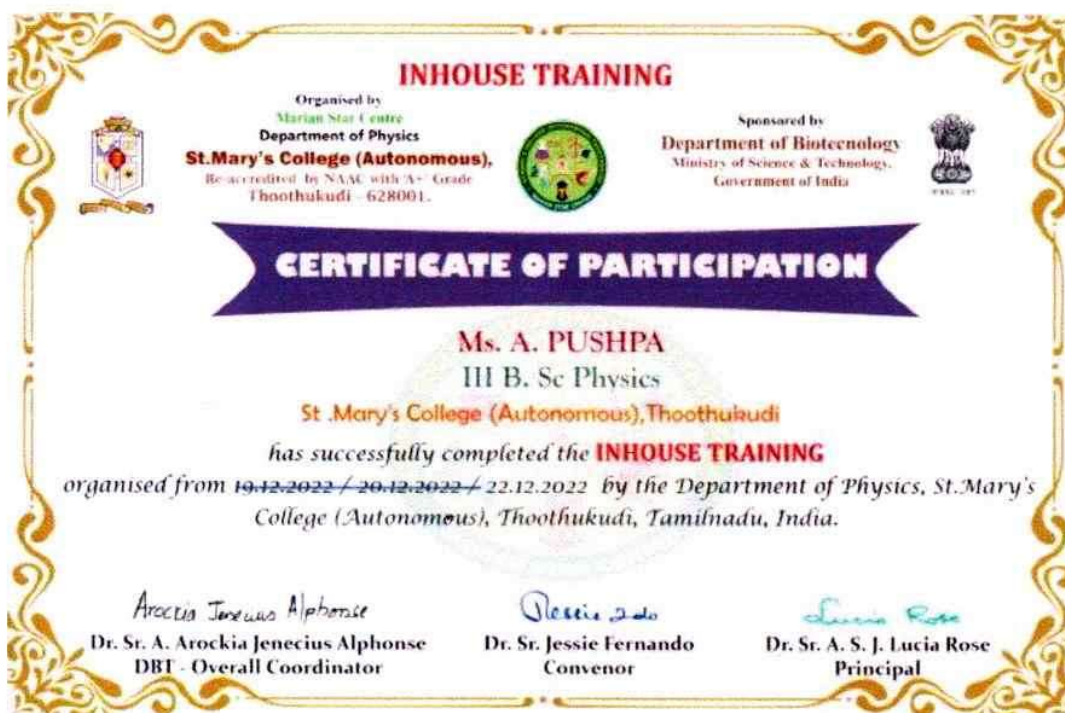 INHOUSE TRAINING
Organised by
Marian Star Centre
Department of Physics
St.Mary's College (Autonomous),
Re-accredited by NAAC with 'A+' Grade
Thoothukudi - 628001.
Sponsared by
Department of Biotecnology
Ministry of Science & Technology,
Government of India
CERTIFICATE OF PARTICIPATION
Ms. A. PUSHPA
III B. Sc Physics
St .Mary's College (Autonomous),Thoothukudi
has successfully completed the INHOUSE TRAINING
organised from 19.12.2022 / 20.12.2022 / 22.12.2022 by the Department of Physics, St.Mary's
College (Autonomous), Thoothukudi, Tamilnadu, India.
Arockia Jenecius Alphonse
Lucia Rose
Dr. Sr. A. Arockia Jenecius Alphonse
DBT - Overall Coordinator
Dr. Sr. Jessie Fernando
Convenor
Dr. Sr. A. S. J. Lucia Rose
Principal